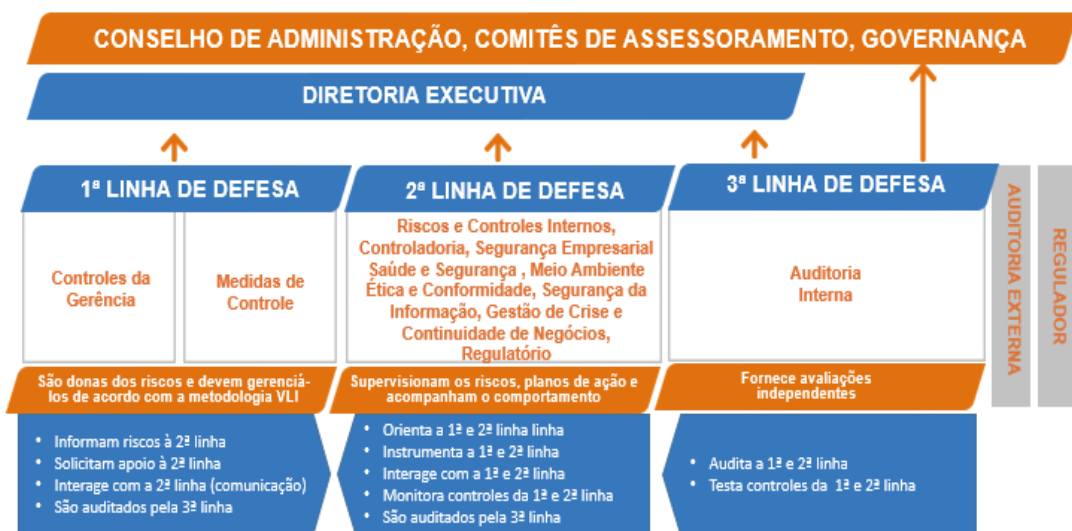 CONSELHO DE ADMINISTRAÇÃO, COMITÊS DE ASSESSORAMENTO, GOVERNANÇA
DIRETORIA EXECUTIVA
1ª LINHA DE DEFESA
Controles da
Gerência
Medidas de
Controle
São donas dos riscos e devem gerenciá-
los de acordo com a metodologia VLI
• Informam riscos à 2ª linha
• Solicitam apoio à 2ª linha
• Interage com a 2ª linha (comunicação)
• São auditados pela 3ª linha
2ª LINHA DE DEFESA
Riscos e Controles Internos,
Controladoria, Segurança Empresarial
Saúde e Segurança , Meio Ambiente
Ética e Conformidade, Segurança da
Informação, Gestão de Crise e
Continuidade de Negócios,
Regulatório
Supervisionam os riscos, planos de ação e
acompanham o comportamento
• Orienta a 1ª e 2ª linha linha
• Instrumenta a 1ª e 2ª linha
• Interage com a 1ª e 2ª linha
• Monitora controles da 1ª e 2ª linha
• São auditados pela 3ª linha
3ª LINHA DE DEFESA
Auditoria
Interna
Fornece avaliações
independentes
• Audita a 1ª e 2ª linha
• Testa controles da 1ª e 2ª linha
AUDITORIA EXTERNA
REGULADOR